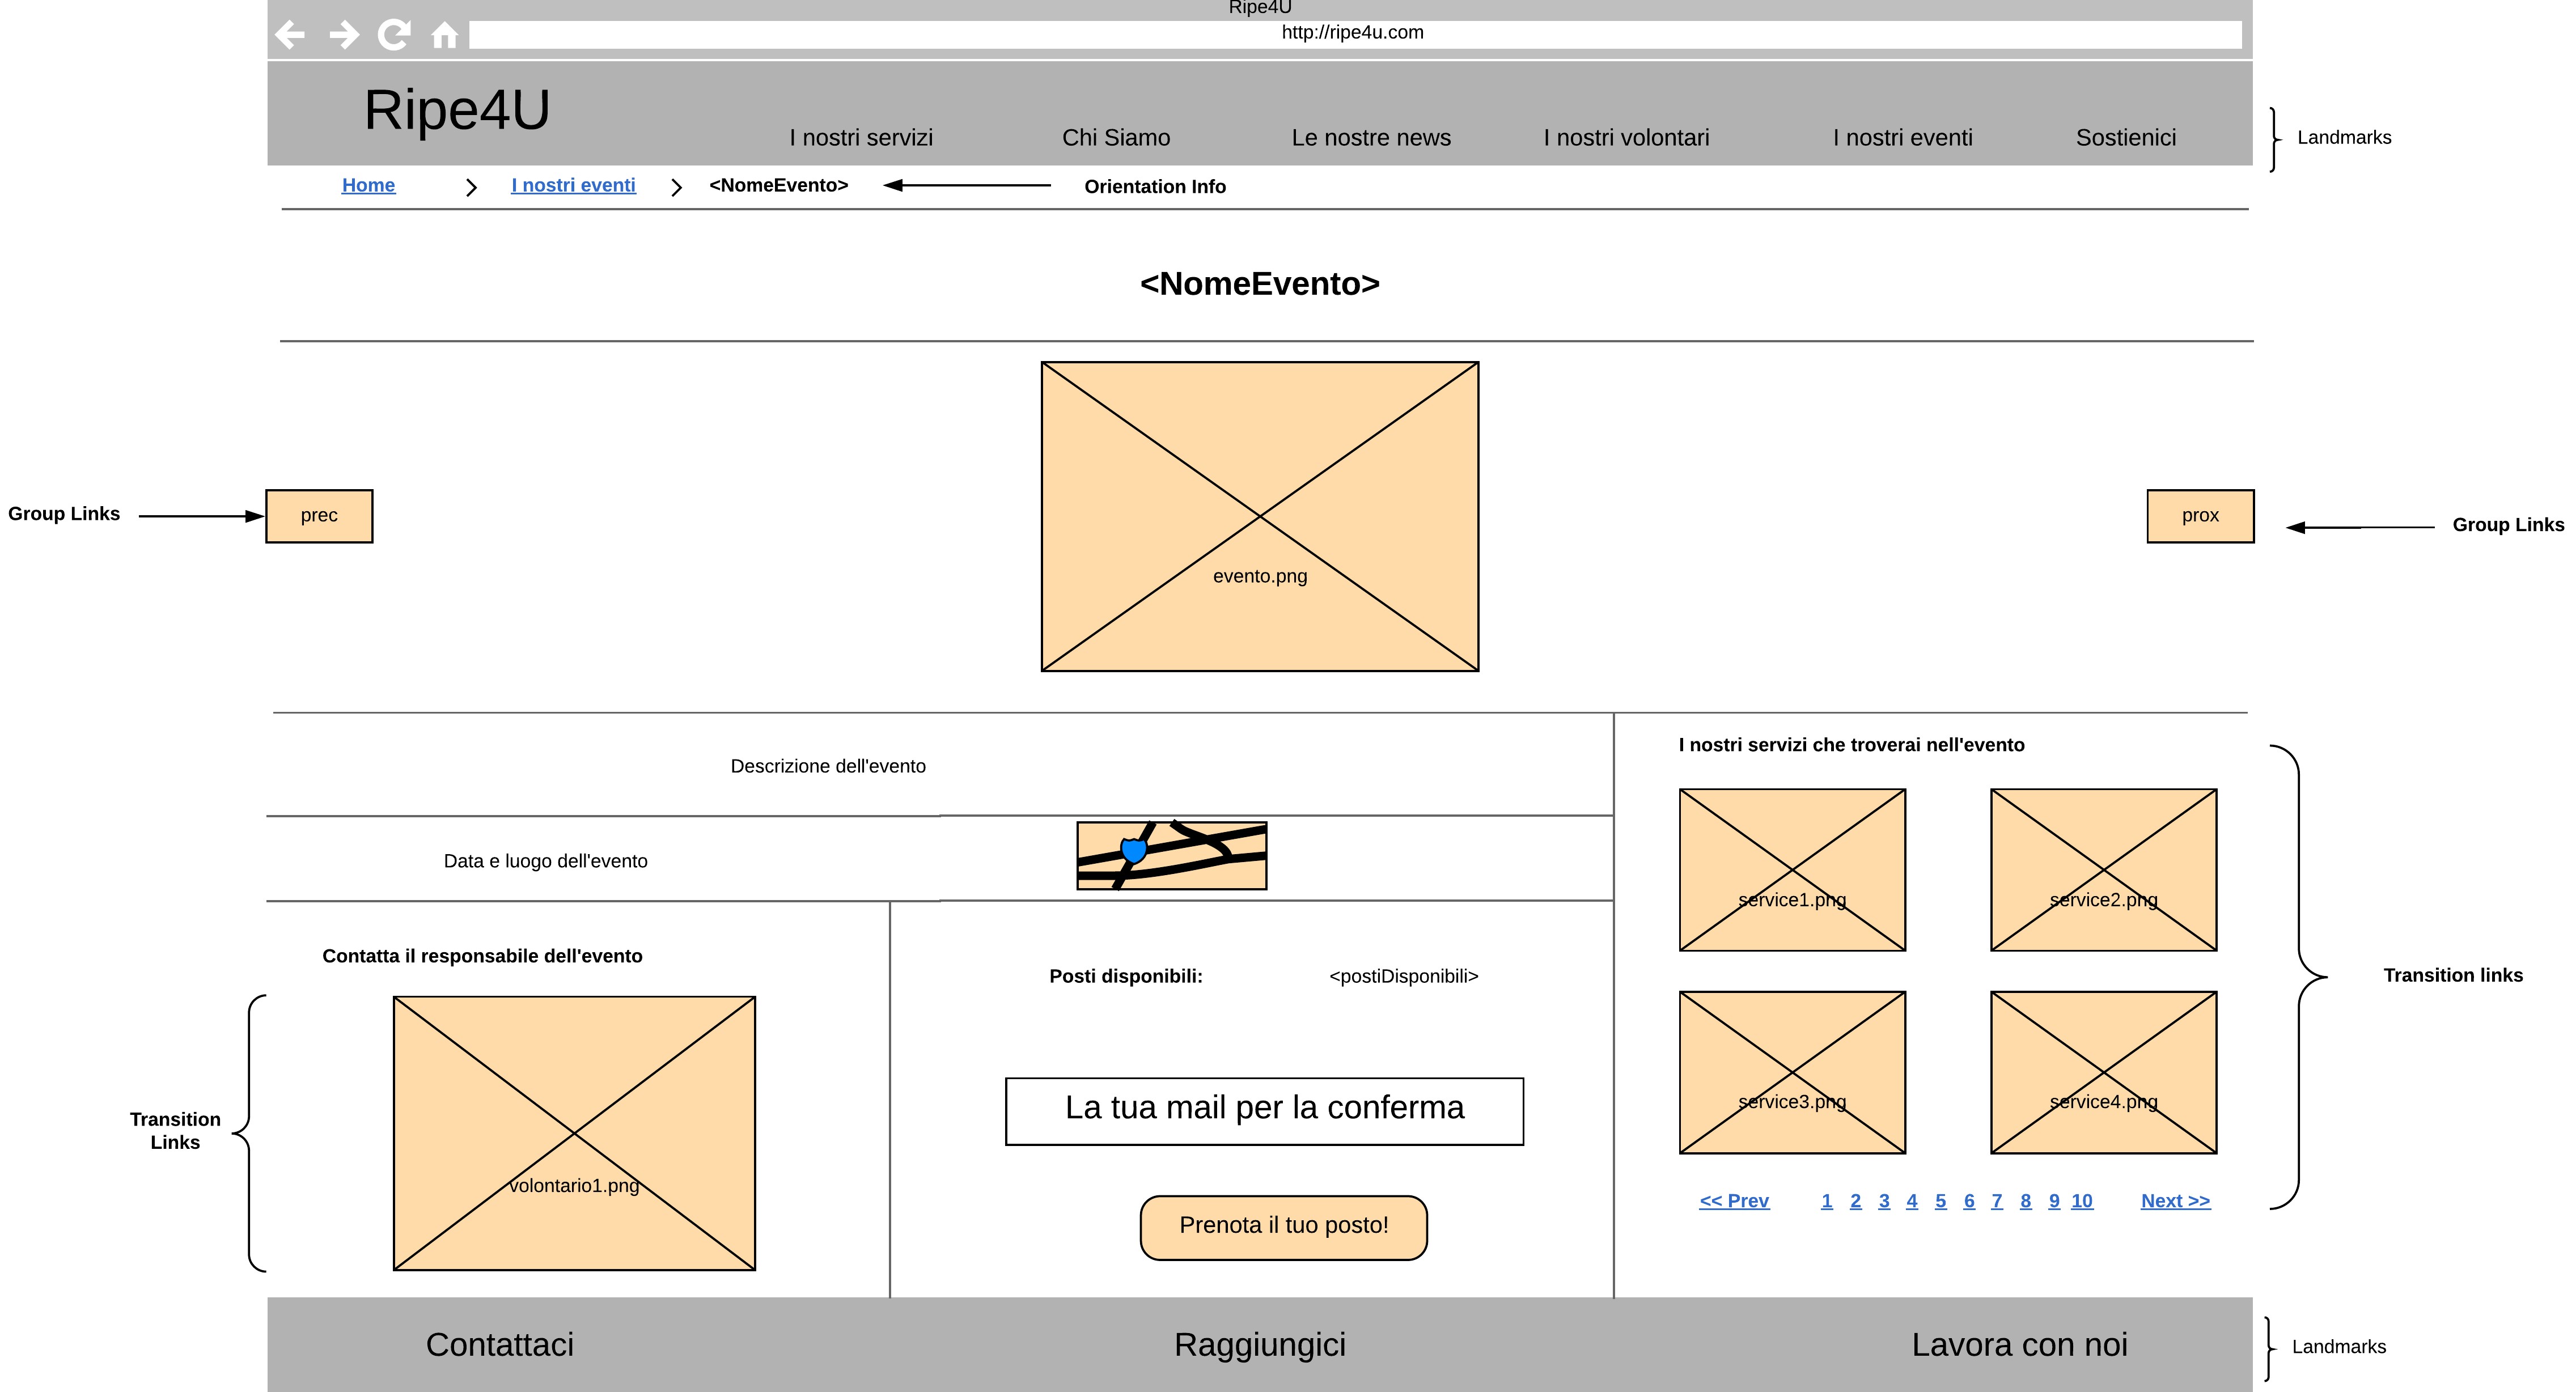 Ripe4U
http://ripe4u.com
Ripe4U
I nostri servizi
Chi Siamo
Le nostre news
I nostri volontari
I nostri eventi
Sostienici
Landmarks
Home
I nostri eventi
<NomeEvento>
Orientation Info
<NomeEvento>
Group Links
prec
evento.png
prox
Group Links
Descrizione dell'evento
Data e luogo dell'evento
I nostri servizi che troverai nell'evento
service1.png
service2.png
service3.png
service4.png
<< Prev 1 2 3 4 5 6 7 8 9 10 Next >>
Transition links
Contatta il responsabile dell'evento
Transition
Links
volontario1.png
Posti disponibili: <postiDisponibili>
La tua mail per la conferma
Prenota il tuo posto!
Contattaci
Raggiungici
Lavora con noi
Landmarks